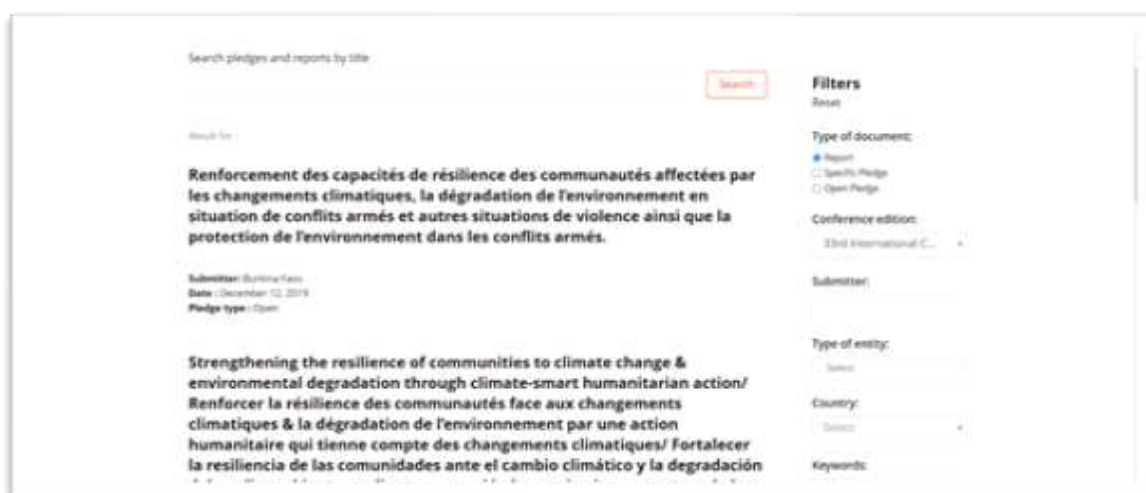 Search pledges and reports by title
Search
Result for
Renforcement des capacités de résilience des communautés affectées par
les changements climatiques, la dégradation de l'environnement en
situation de conflits armés et autres situations de violence ainsi que la
protection de l'environnement dans les conflits armés.
Submitter: Burkina Faso
Date : December 12, 2019
Pledge type : Open
Strengthening the resilience of communities to climate change &
environmental degradation through climate-smart humanitarian action/
Renforcer la résilience des communautés face aux changements
climatiques & la dégradation de l'environnement par une action
humanitaire qui tienne compte des changements climatiques/ Fortalecer
la resiliencia de las comunidades ante el cambio climático y la degradación
Filters
Reset
Type of document:
Report
Specific Pledge
Open Pledge
Conference edition:
33rd International C...
Submitter:
Type of entity:
Select
Country:
Select
Keywords: